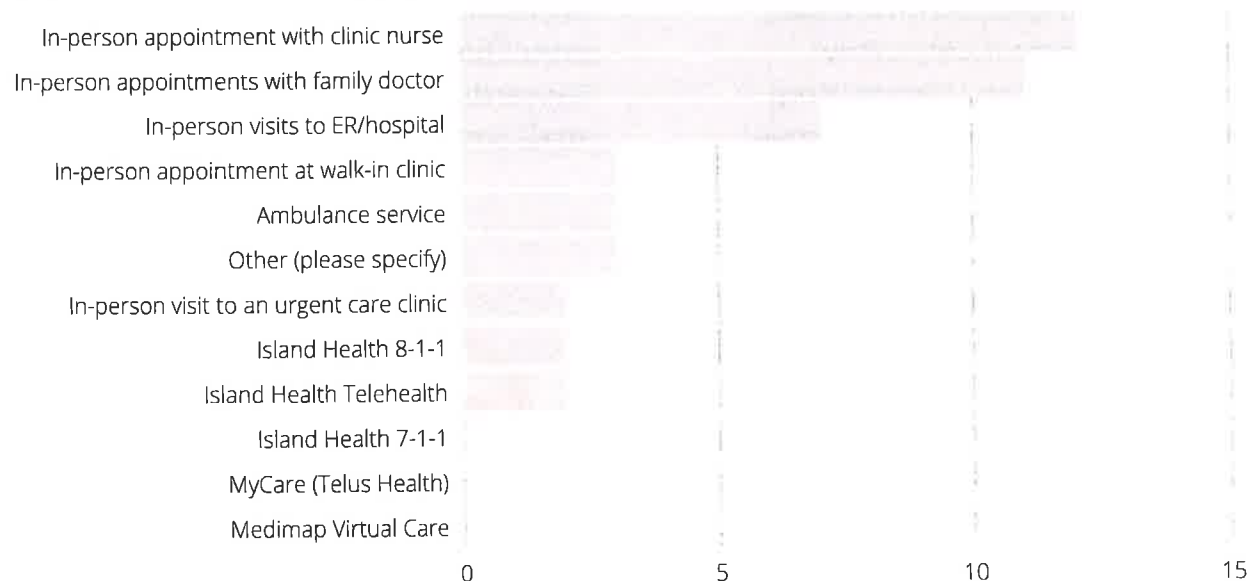 In-person appointment with clinic nurse
In-person appointments with family doctor
In-person visits to ER/hospital
In-person appointment at walk-in clinic
Ambulance service
Other (please specify)
In-person visit to an urgent care clinic
Island Health 8-1-1
Island Health Telehealth
Island Health 7-1-1
MyCare (Telus Health)
Medimap Virtual Care
0 5 10 15